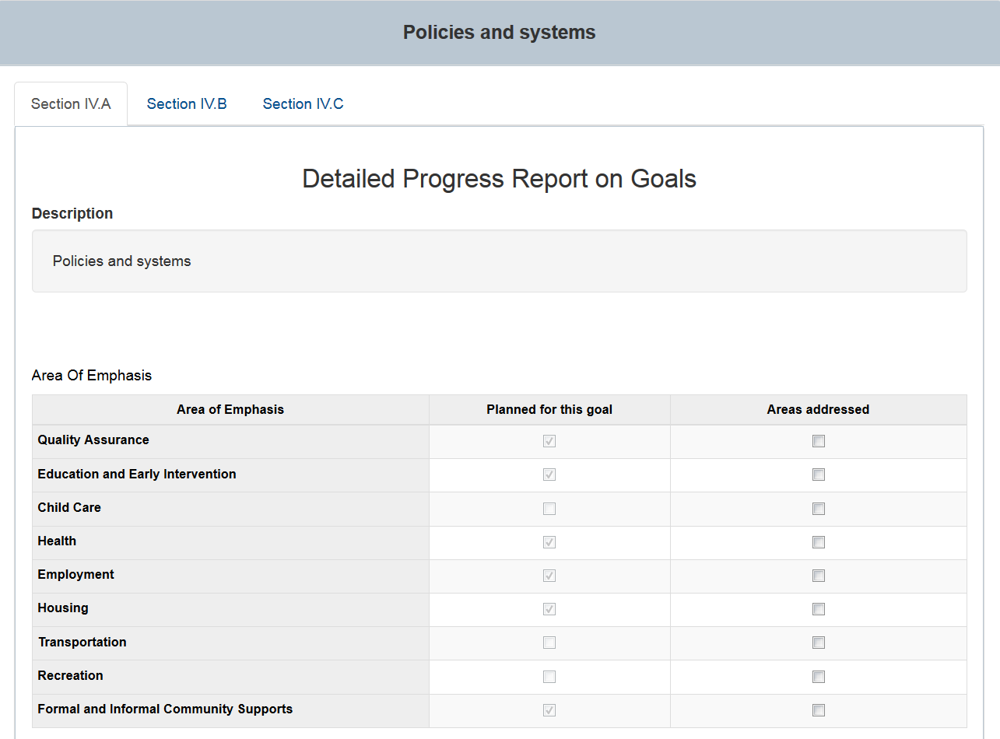 Policies and systems
Section IV.A Section IV.B Section IV.C
Detailed Progress Report on Goals
Description
Policies and systems
Area Of Emphasis
Area of Emphasis Planned for this goal Areas addressed
Quality Assurance
Education and Early Intervention
Child Care
Health
Employment
Housing
Transportation
Recreation
Formal and Informal Community Supports